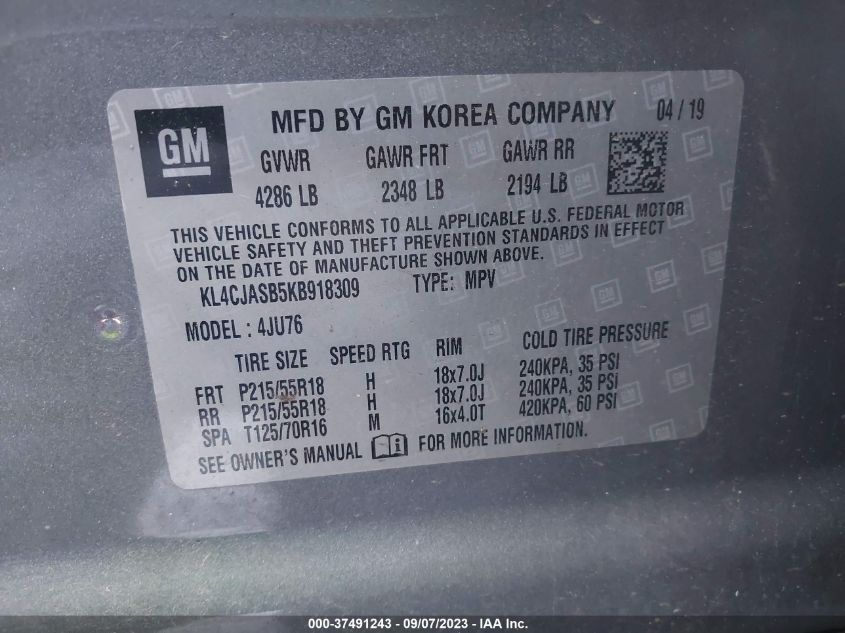 GM
MFD BY GM KOREA COMPANY 04 / 19
GVWR GAWR FRT GAWR RR
4286 LB 2348 LB 2194 LB
THIS VEHICLE CONFORMS TO ALL APPLICABLE U.S. FEDERAL MOTOR
VEHICLE SAFETY AND THEFT PREVENTION STANDARDS IN EFFECT
ON THE DATE OF MANUFACTURE SHOWN ABOVE.
KL4CJASB5KB918309 TYPE: MPV
MODEL : 4JU76
TIRE SIZE SPEED RTG RIM COLD TIRE PRESSURE
FRT P215/55R18 H 18x7.0J 240KPA, 35 PSI
RR P215/55R18 H 18x7.0J 240KPA, 35 PSI
SPA T125/70R16 M 16x4.0T 420KPA, 60 PSI
SEE OWNER'S MANUAL FOR MORE INFORMATION.
000-37491243 - 09/07/2023 - IAA Inc.